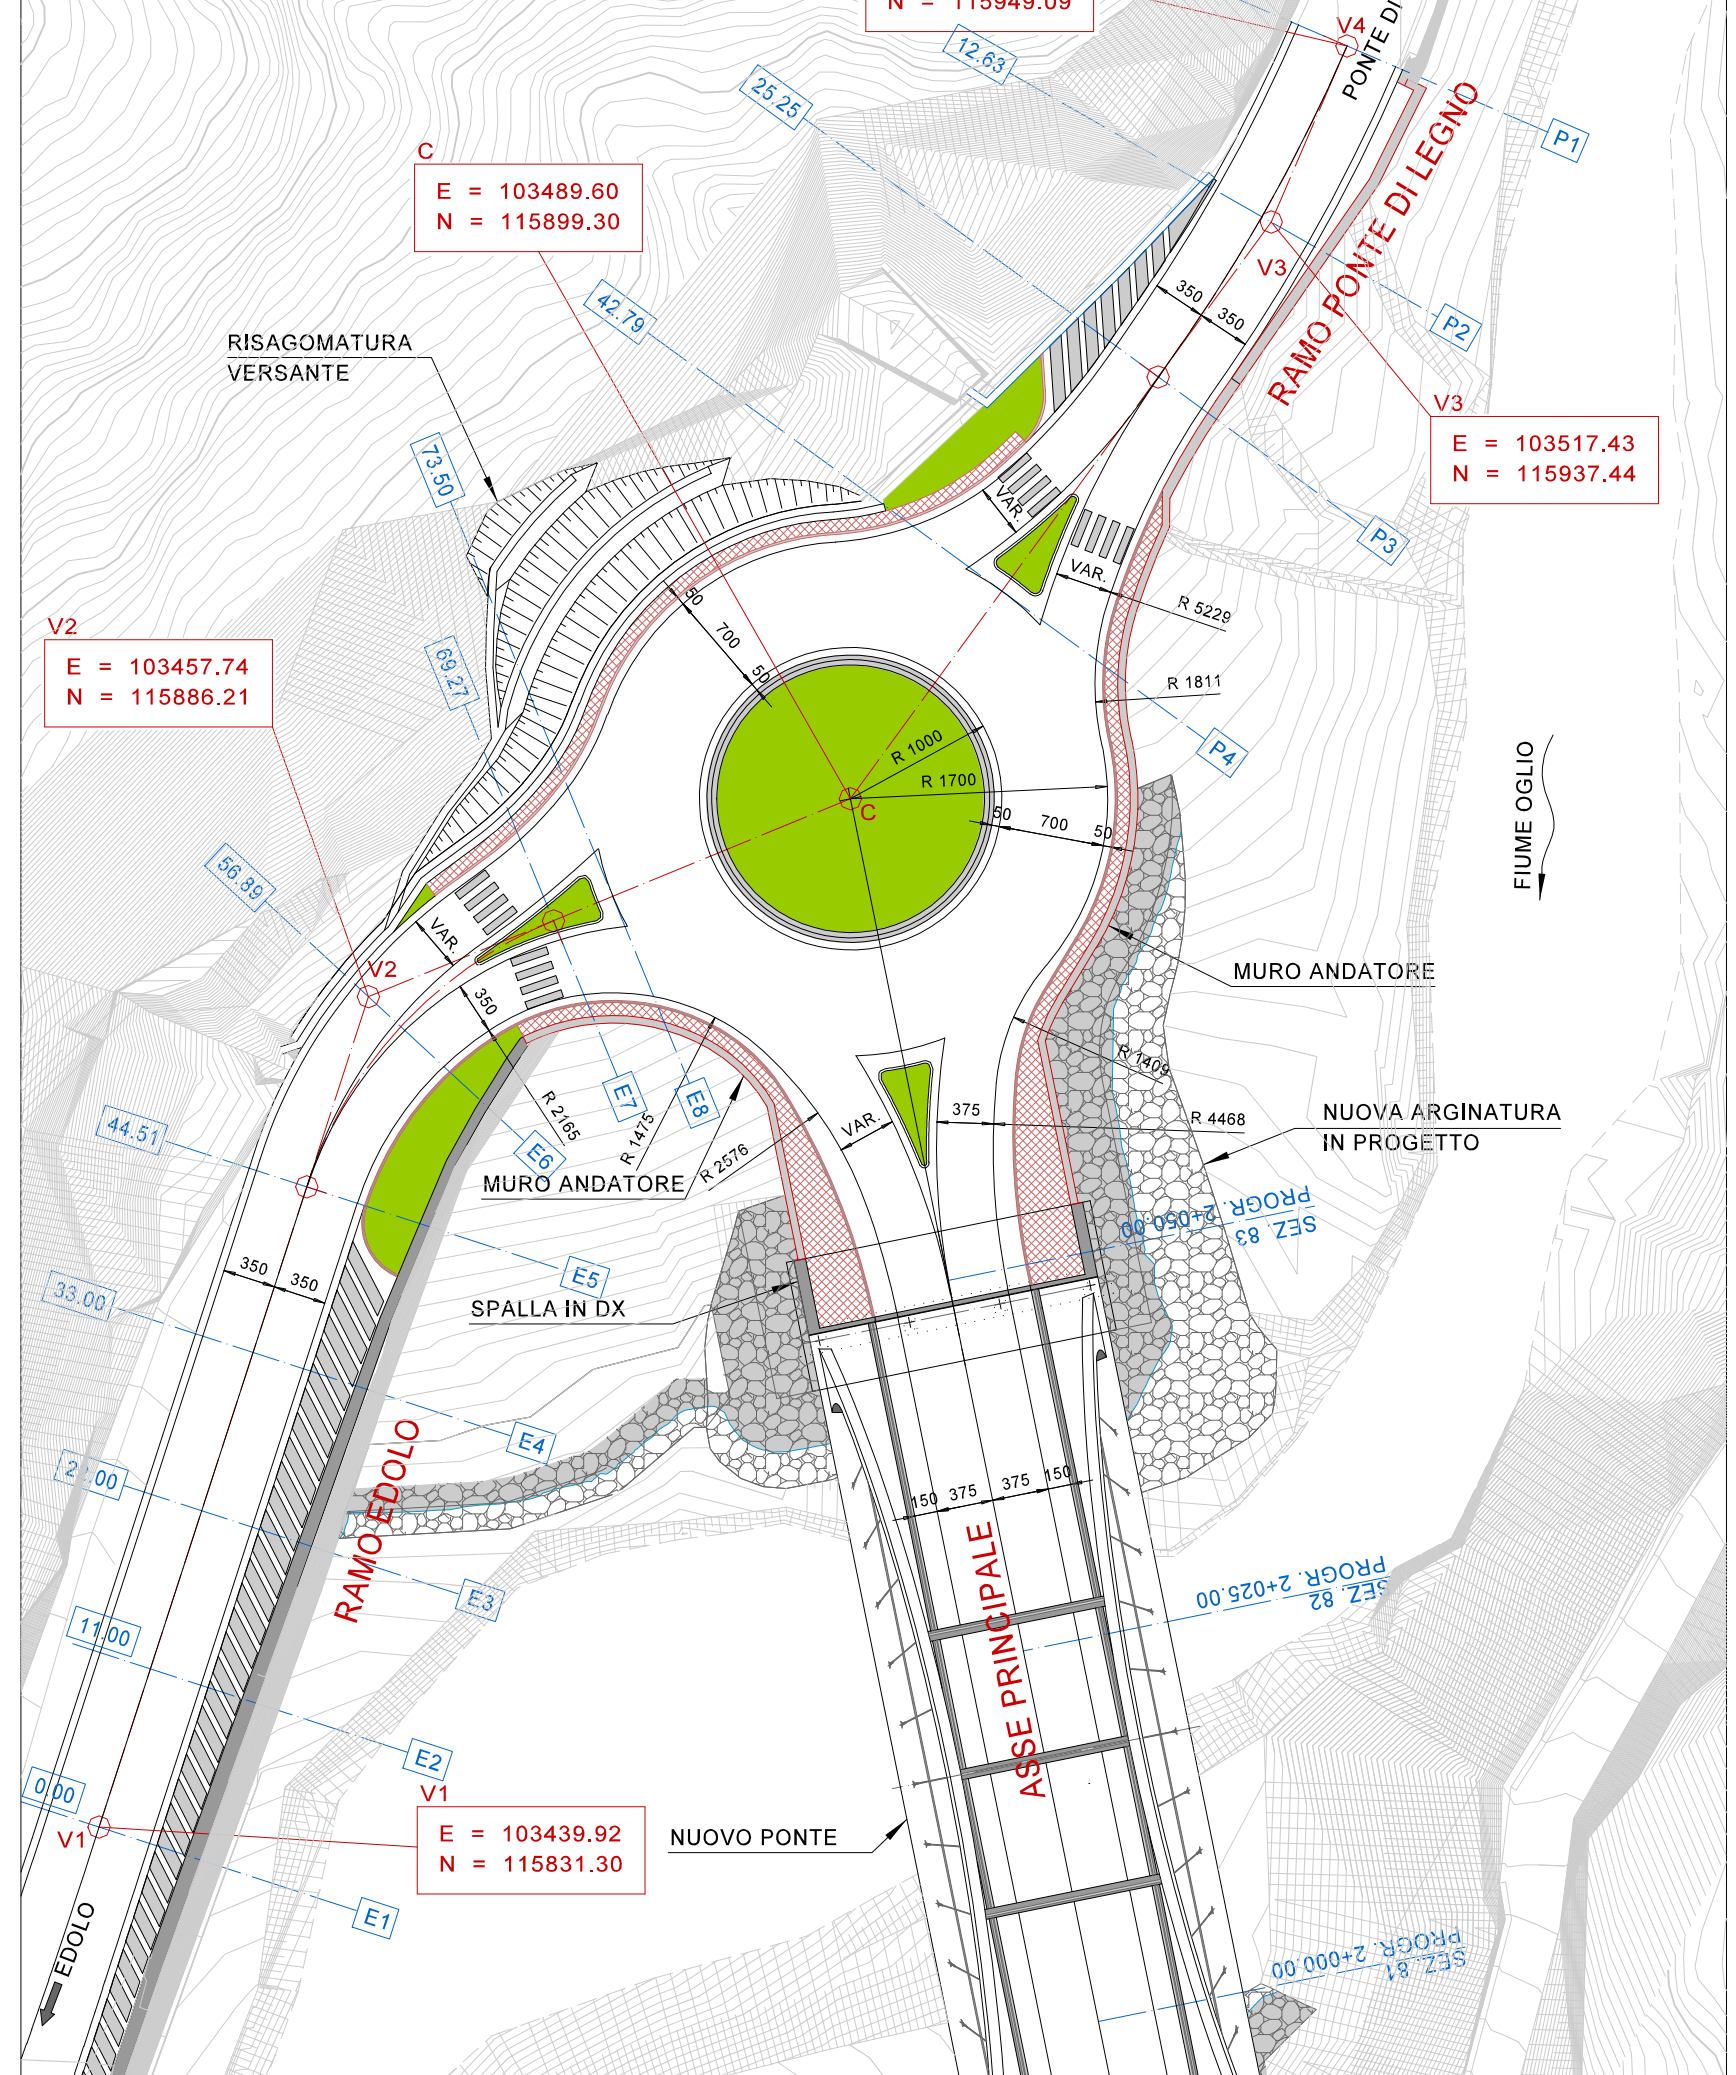 N = 115949.09
V4
PONTE DI
12.63
25.25
P1
C
E = 103489.60
N = 115899.30
RAMO PONTE DI LEGNO
V3
350
350
P2
42.79
RISAGOMATURA
VERSANTE
V3
E = 103517.43
N = 115937.44
73.50
VAR.
P3
VAR.
R 5229
50
700
50
V2
E = 103457.74
N = 115886.21
69.27
R 1811
P4
R 1000
R 1700
C
50
700
50
FIUME OGLIO
56.89
VAR.
V2
MURO ANDATORE
350
R 1409
44.51
R 2165
E7
E8
R 1475
E6
MURO ANDATORE
R 2576
VAR.
375
R 4468
NUOVA ARGINATURA
IN PROGETTO
SEZ. 83
PROGR. 2+050.00
350
350
E5
33.00
SPALLA IN DX
E4
22.00
RAMO EDOLO
150
375
375
150
ASSE PRINCIPALE
SEZ. 82
PROGR. 2+025.00
E3
11.00
E2
0.00
V1
V1
E = 103439.92
N = 115831.30
NUOVO PONTE
E1
EDOLO
SEZ. 81
PROGR. 2+000.00